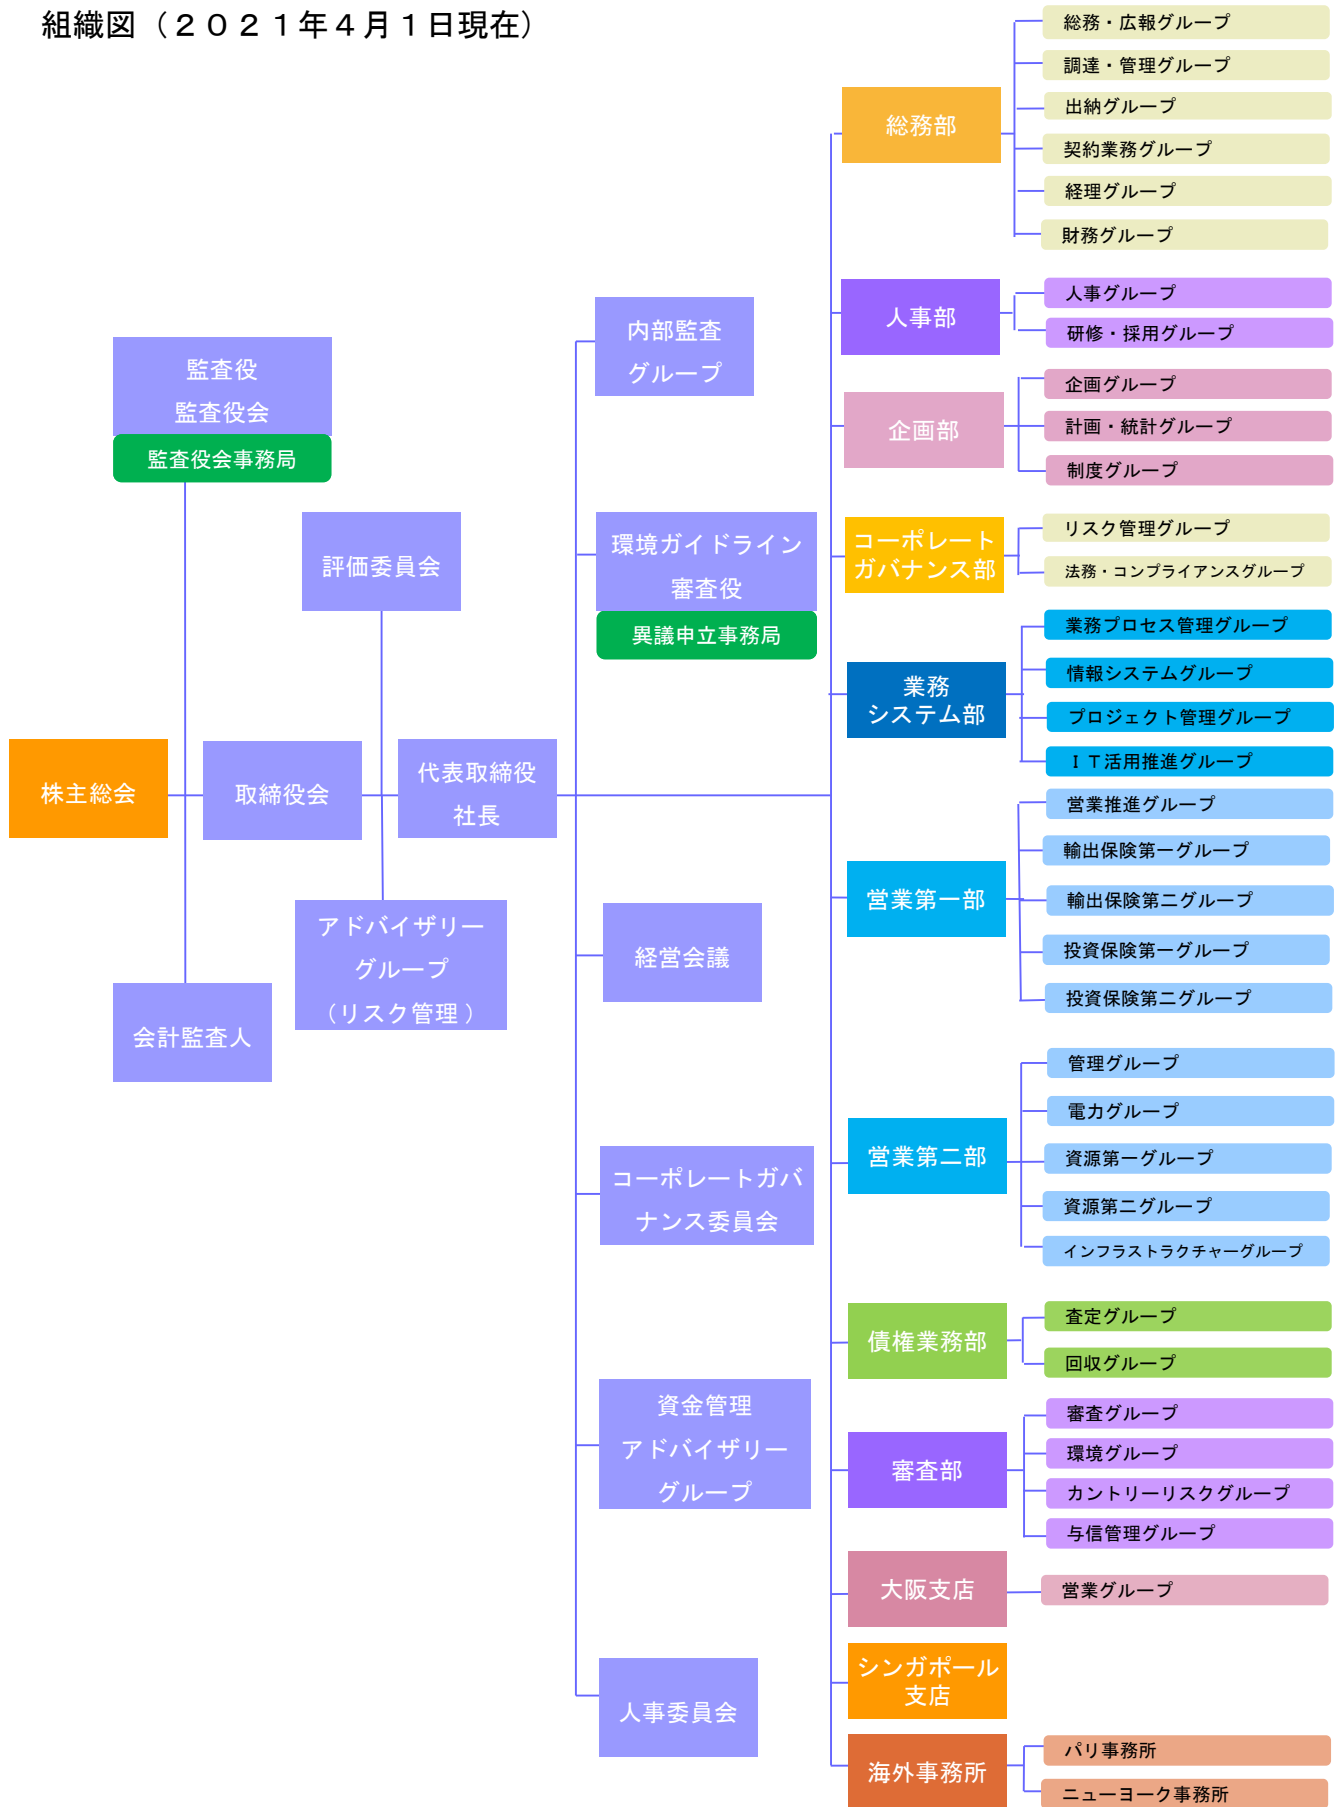 組織図（２０２１年４月１日現在）
株主総会
監査役
監査役会
監査役会事務局
会計監査人
取締役会
評価委員会
アドバイザリー
グループ
（リスク管理）
代表取締役
社長
内部監査
グループ
環境ガイドライン
審査役
異議申立事務局
経営会議
コーポレートガバ
ナンス委員会
資金管理
アドバイザリー
グループ
人事委員会
総務部
総務・広報グループ
調達・管理グループ
出納グループ
契約業務グループ
経理グループ
財務グループ
人事部
人事グループ
研修・採用グループ
企画部
企画グループ
計画・統計グループ
制度グループ
コーポレート
ガバナンス部
リスク管理グループ
法務・コンプライアンスグループ
業務
システム部
業務プロセス管理グループ
情報システムグループ
プロジェクト管理グループ
ＩＴ活用推進グループ
営業第一部
営業推進グループ
輸出保険第一グループ
輸出保険第二グループ
投資保険第一グループ
投資保険第二グループ
営業第二部
管理グループ
電力グループ
資源第一グループ
資源第二グループ
インフラストラクチャーグループ
債権業務部
査定グループ
回収グループ
審査部
審査グループ
環境グループ
カントリーリスクグループ
与信管理グループ
大阪支店
営業グループ
シンガポール
支店
海外事務所
パリ事務所
ニューヨーク事務所